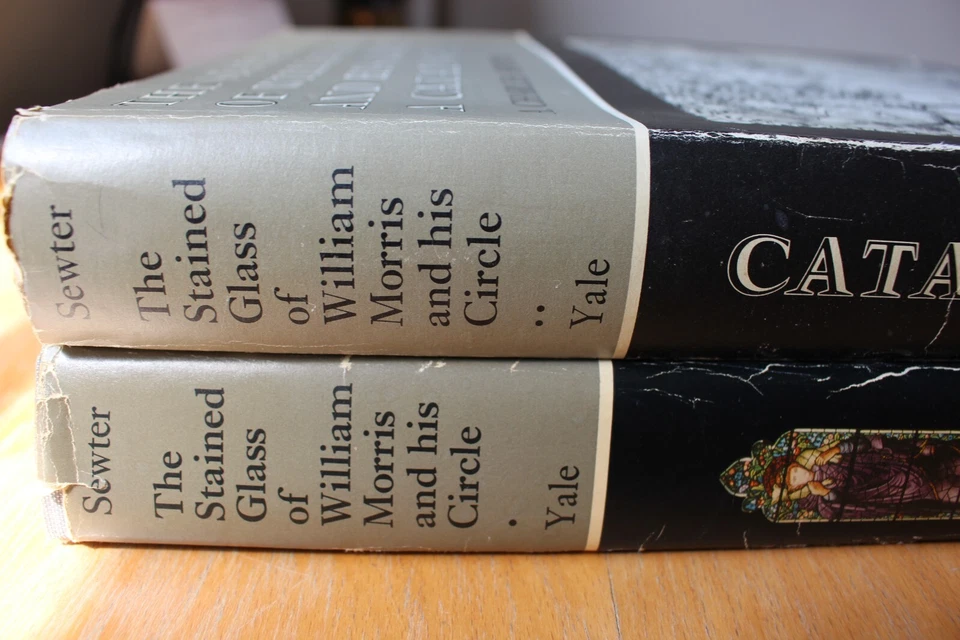 Sewter
The
Stained
Glass
of
William
Morris
and his
Circle
··
Yale
CATA
Sewter
The
Stained
Glass
of
William
Morris
and his
Circle
·
Yale